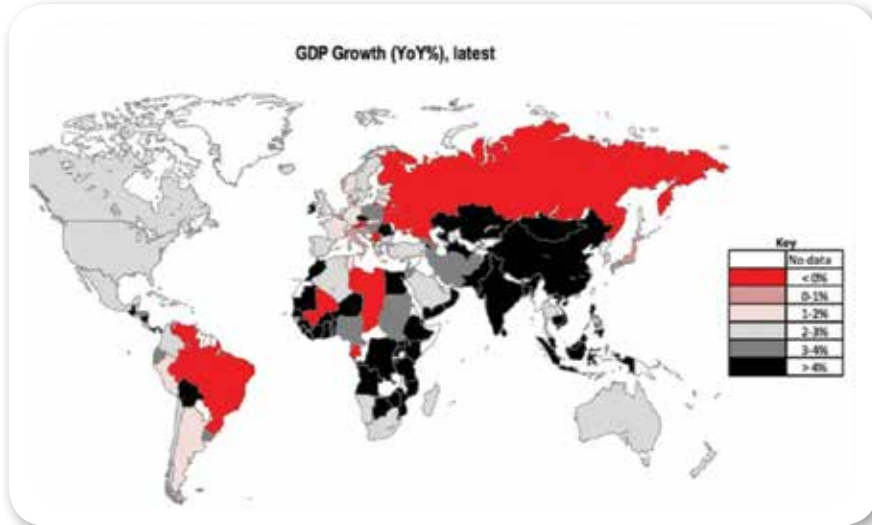 GDP Growth (YoY%), latest
Key
No data
<0%
0-1%
1-2%
2-3%
3-4%
>4%